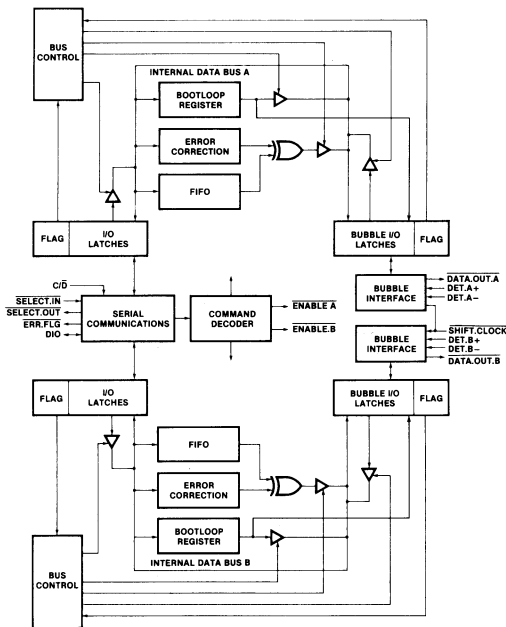 BUS
CONTROL
INTERNAL DATA BUS A
BOOTLOOP
REGISTER
ERROR
CORRECTION
FIFO
FLAG
I/O
LATCHES
BUBBLE I/O
LATCHES
FLAG
C/D̅
SELECT.IN
SELECT.OUT
ERR.FLG
DIO
SERIAL
COMMUNICATIONS
COMMAND
DECODER
ENABLE A
ENABLE.B
BUBBLE
INTERFACE
DATA.OUT.A
DET.A+
DET.A−
BUBBLE
INTERFACE
SHIFT.CLOCK
DET.B+
DET.B−
DATA.OUT.B
FLAG
I/O
LATCHES
BUBBLE I/O
LATCHES
FLAG
FIFO
ERROR
CORRECTION
BOOTLOOP
REGISTER
INTERNAL DATA BUS B
BUS
CONTROL